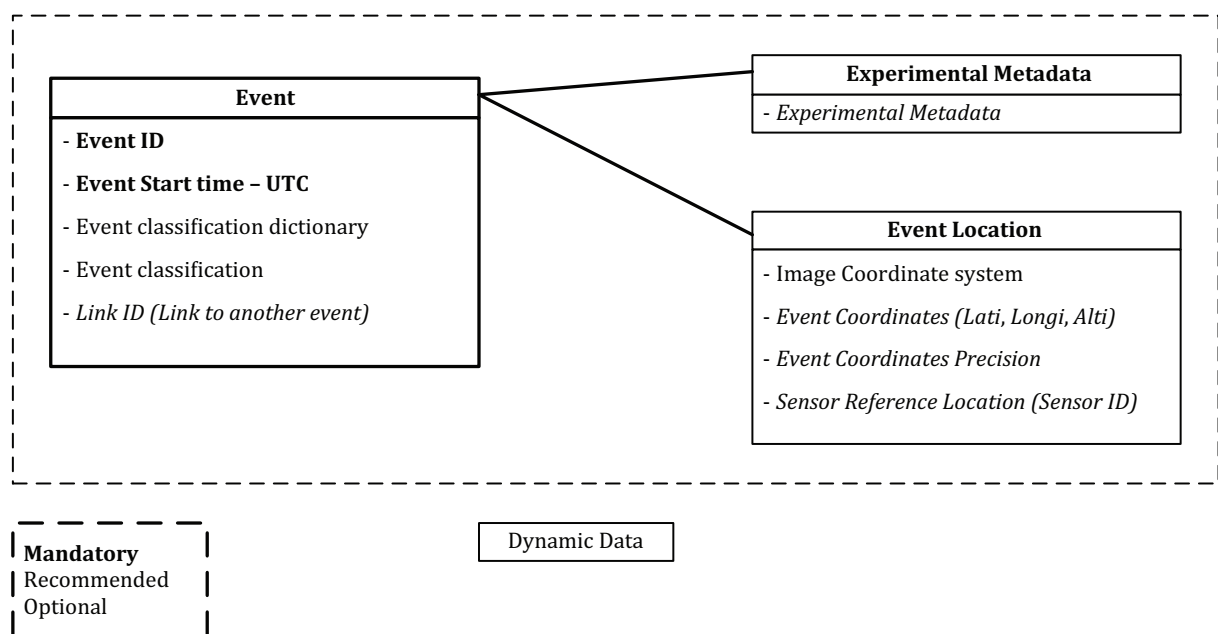 Event
- Event ID
- Event Start time – UTC
- Event classification dictionary
- Event classification
- Link ID (Link to another event)
Experimental Metadata
- Experimental Metadata
Event Location
- Image Coordinate system
- Event Coordinates (Lati, Longi, Alti)
- Event Coordinates Precision
- Sensor Reference Location (Sensor ID)
Mandatory
Recommended
Optional
Dynamic Data